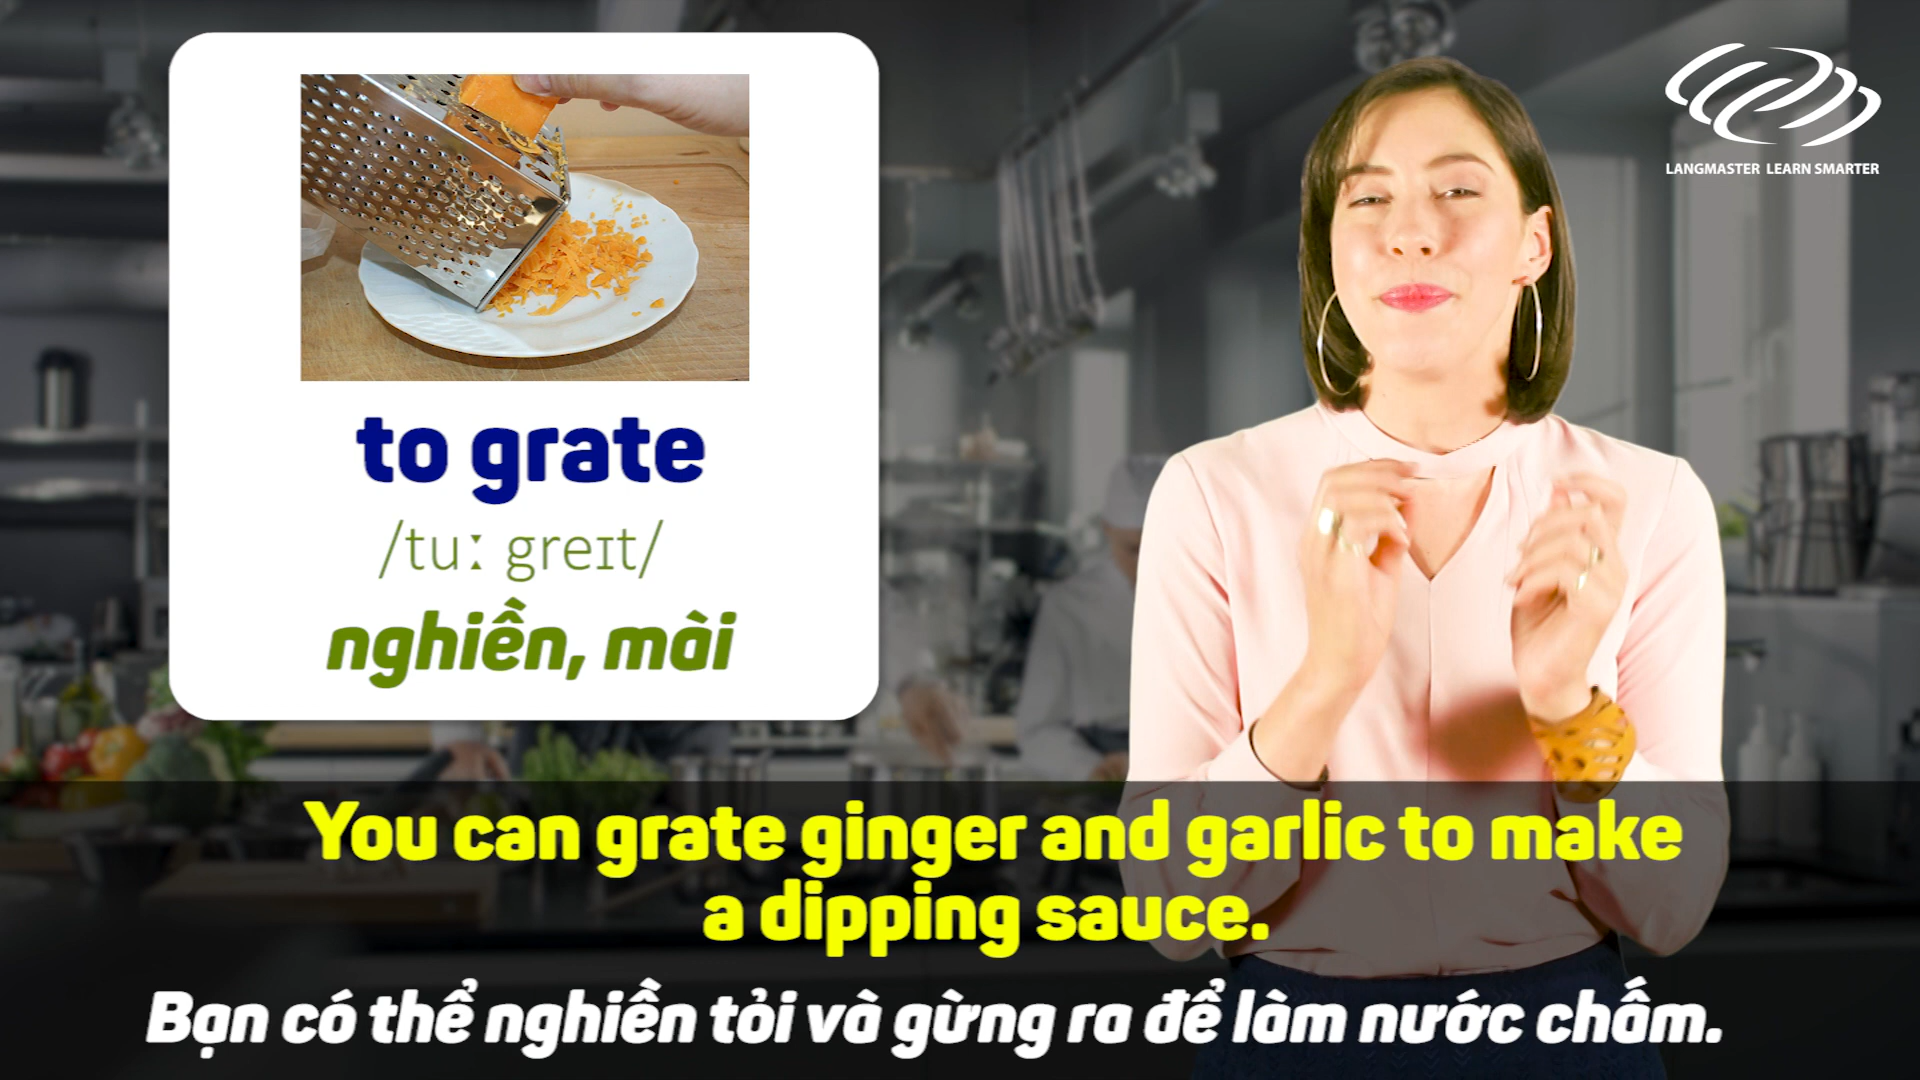 LANGMASTER LEARN SMARTER
to grate
/tuː greɪt/
nghiền, mài
You can grate ginger and garlic to make
a dipping sauce.
Bạn có thể nghiền tỏi và gừng ra để làm nước chấm.